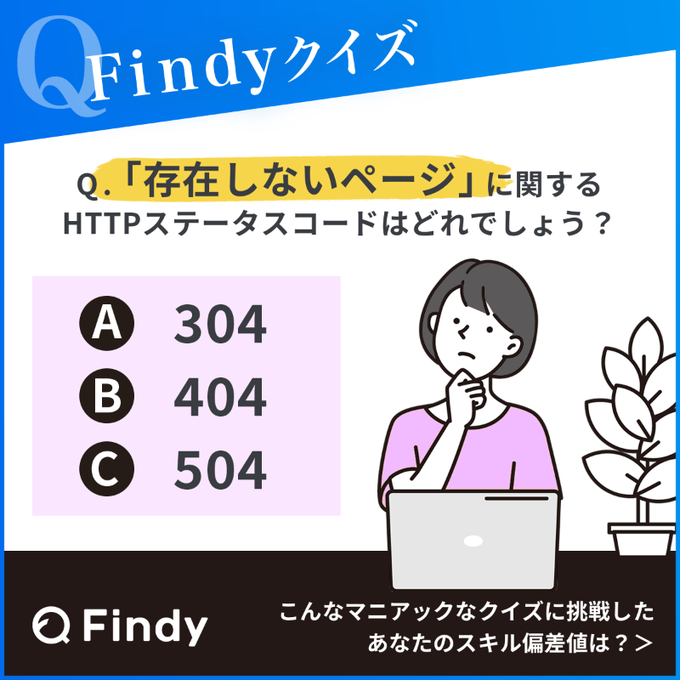 Findyクイズ
Q.「存在しないページ」に関する
HTTPステータスコードはどれでしょう？
A 304
B 404
C 504
Findy
こんなマニアックなクイズに挑戦した
あなたのスキル偏差値は？＞